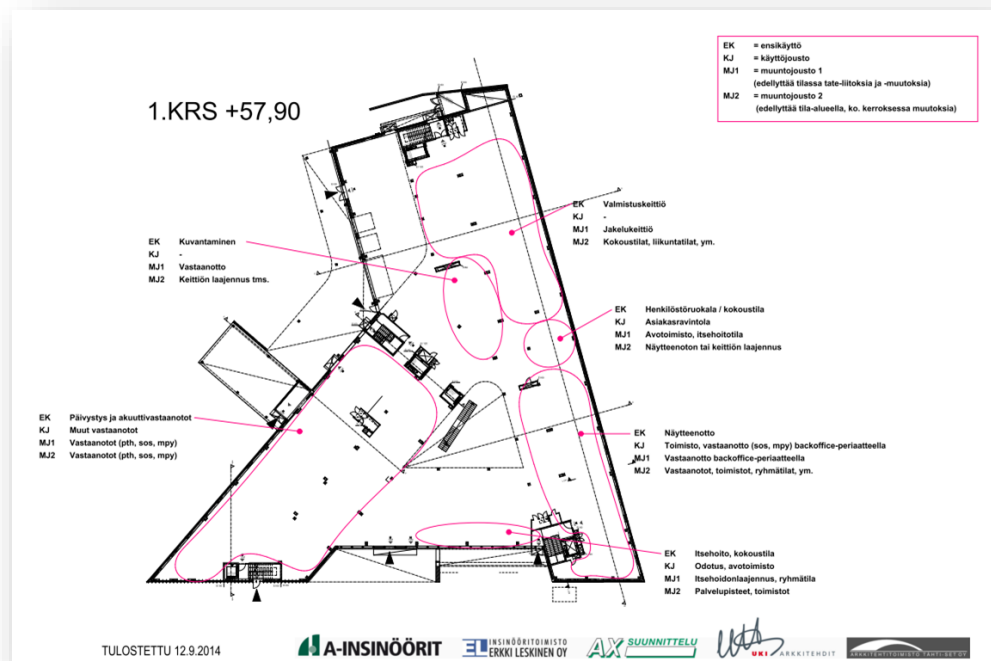 EK = ensikäyttö
KJ = käyttöjousto
MJ1 = muuntojousto 1
(edellyttää tilassa tate-liitoksia ja -muutoksia)
MJ2 = muuntojousto 2
(edellyttää tila-alueella, ko. kerroksessa muutoksia)
1.KRS +57,90
EK Valmistuskeittiö
KJ -
MJ1 Jakelukeittiö
MJ2 Kokoustilat, liikuntatilat, ym.
EK Kuvantaminen
KJ -
MJ1 Vastaanotto
MJ2 Keittiön laajennus tms.
EK Henkilöstöruokala / kokoustila
KJ Asiakasravintola
MJ1 Avotoimisto, itsehoitotila
MJ2 Näytteenoton tai keittiön laajennus
EK Päivystys ja akuuttivastaanotot
KJ Muut vastaanotot
MJ1 Vastaanotot (pth, sos, mpy)
MJ2 Vastaanotot (pth, sos, mpy)
EK Näytteenotto
KJ Toimisto, vastaanotto (sos, mpy) backoffice-periaatteella
MJ1 Vastaanotto backoffice-periaatteella
MJ2 Vastaanotot, toimistot, ryhmätilat, ym.
EK Itsehoito, kokoustila
KJ Odotus, avotoimisto
MJ1 Itsehoidonlaajennus, ryhmätila
MJ2 Palvelupisteet, toimistot
TULOSTETTU 12.9.2014
A-INSINÖÖRIT
EL INSINÖÖRITOIMISTO
ERKKI LESKINEN OY
AX SUUNNITTELU
UKI ARKKITEHDIT
ARKKITEHTITOIMISTO TÄHTI-SET OY